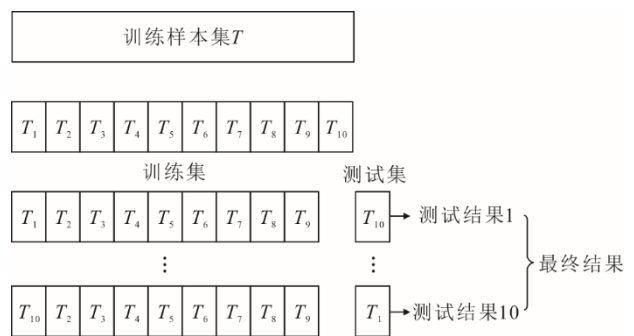 训练样本集T
T₁ T₂ T₃ T₄ T₅ T₆ T₇ T₈ T₉ T₁₀
训练集 测试集
T₁ T₂ T₃ T₄ T₅ T₆ T₇ T₈ T₉ T₁₀ 测试结果1
⋮ ⋮ 最终结果
T₁₀ T₂ T₃ T₄ T₅ T₆ T₇ T₈ T₉ T₁ 测试结果10